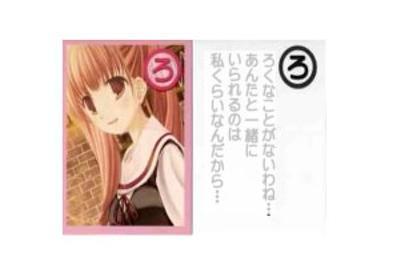 ろ
ろ
ろくなことがないわね…
あんたと一緒に
いられるのは
私くらいなんだから…